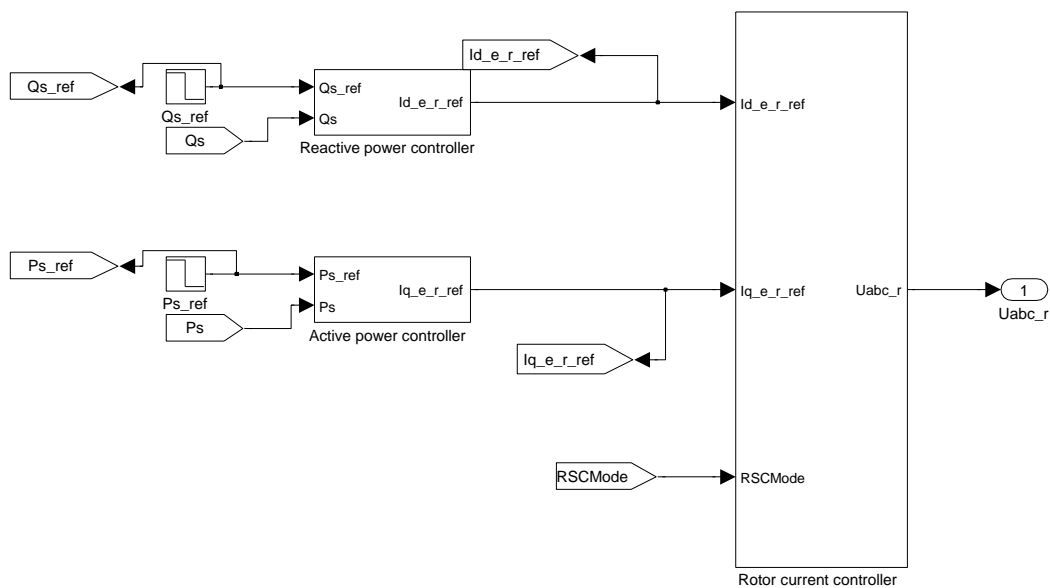 Id_e_r_ref
Qs_ref
Qs_ref
Qs_ref
Id_e_r_ref
Id_e_r_ref
Qs
Qs
Reactive power controller
Ps_ref
Ps_ref
Ps_ref
Iq_e_r_ref
Iq_e_r_ref
Uabc_r
1
Ps
Ps
Uabc_r
Active power controller
Iq_e_r_ref
RSCMode
RSCMode
Rotor current controller